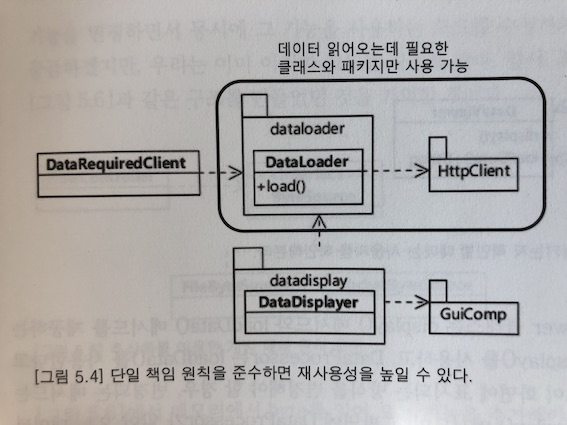 데이터 읽어오는데 필요한
클래스와 패키지만 사용 가능
dataloader
DataRequiredClient
DataLoader
+load()
HttpClient
datadisplay
DataDisplayer
GuiComp
[그림 5.4] 단일 책임 원칙을 준수하면 재사용성을 높일 수 있다.